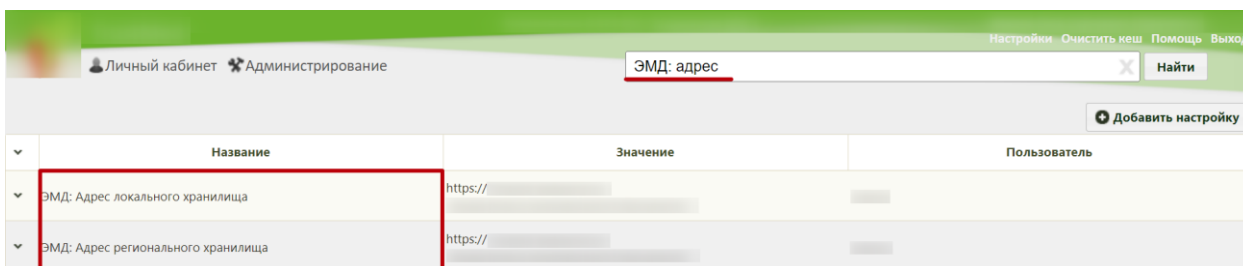 Настройки Очистить кеш Помощь Выход
Личный кабинет Администрирование
ЭМД: адрес
Найти
Добавить настройку
Название Значение Пользователь
ЭМД: Адрес локального хранилища https://
ЭМД: Адрес регионального хранилища https://